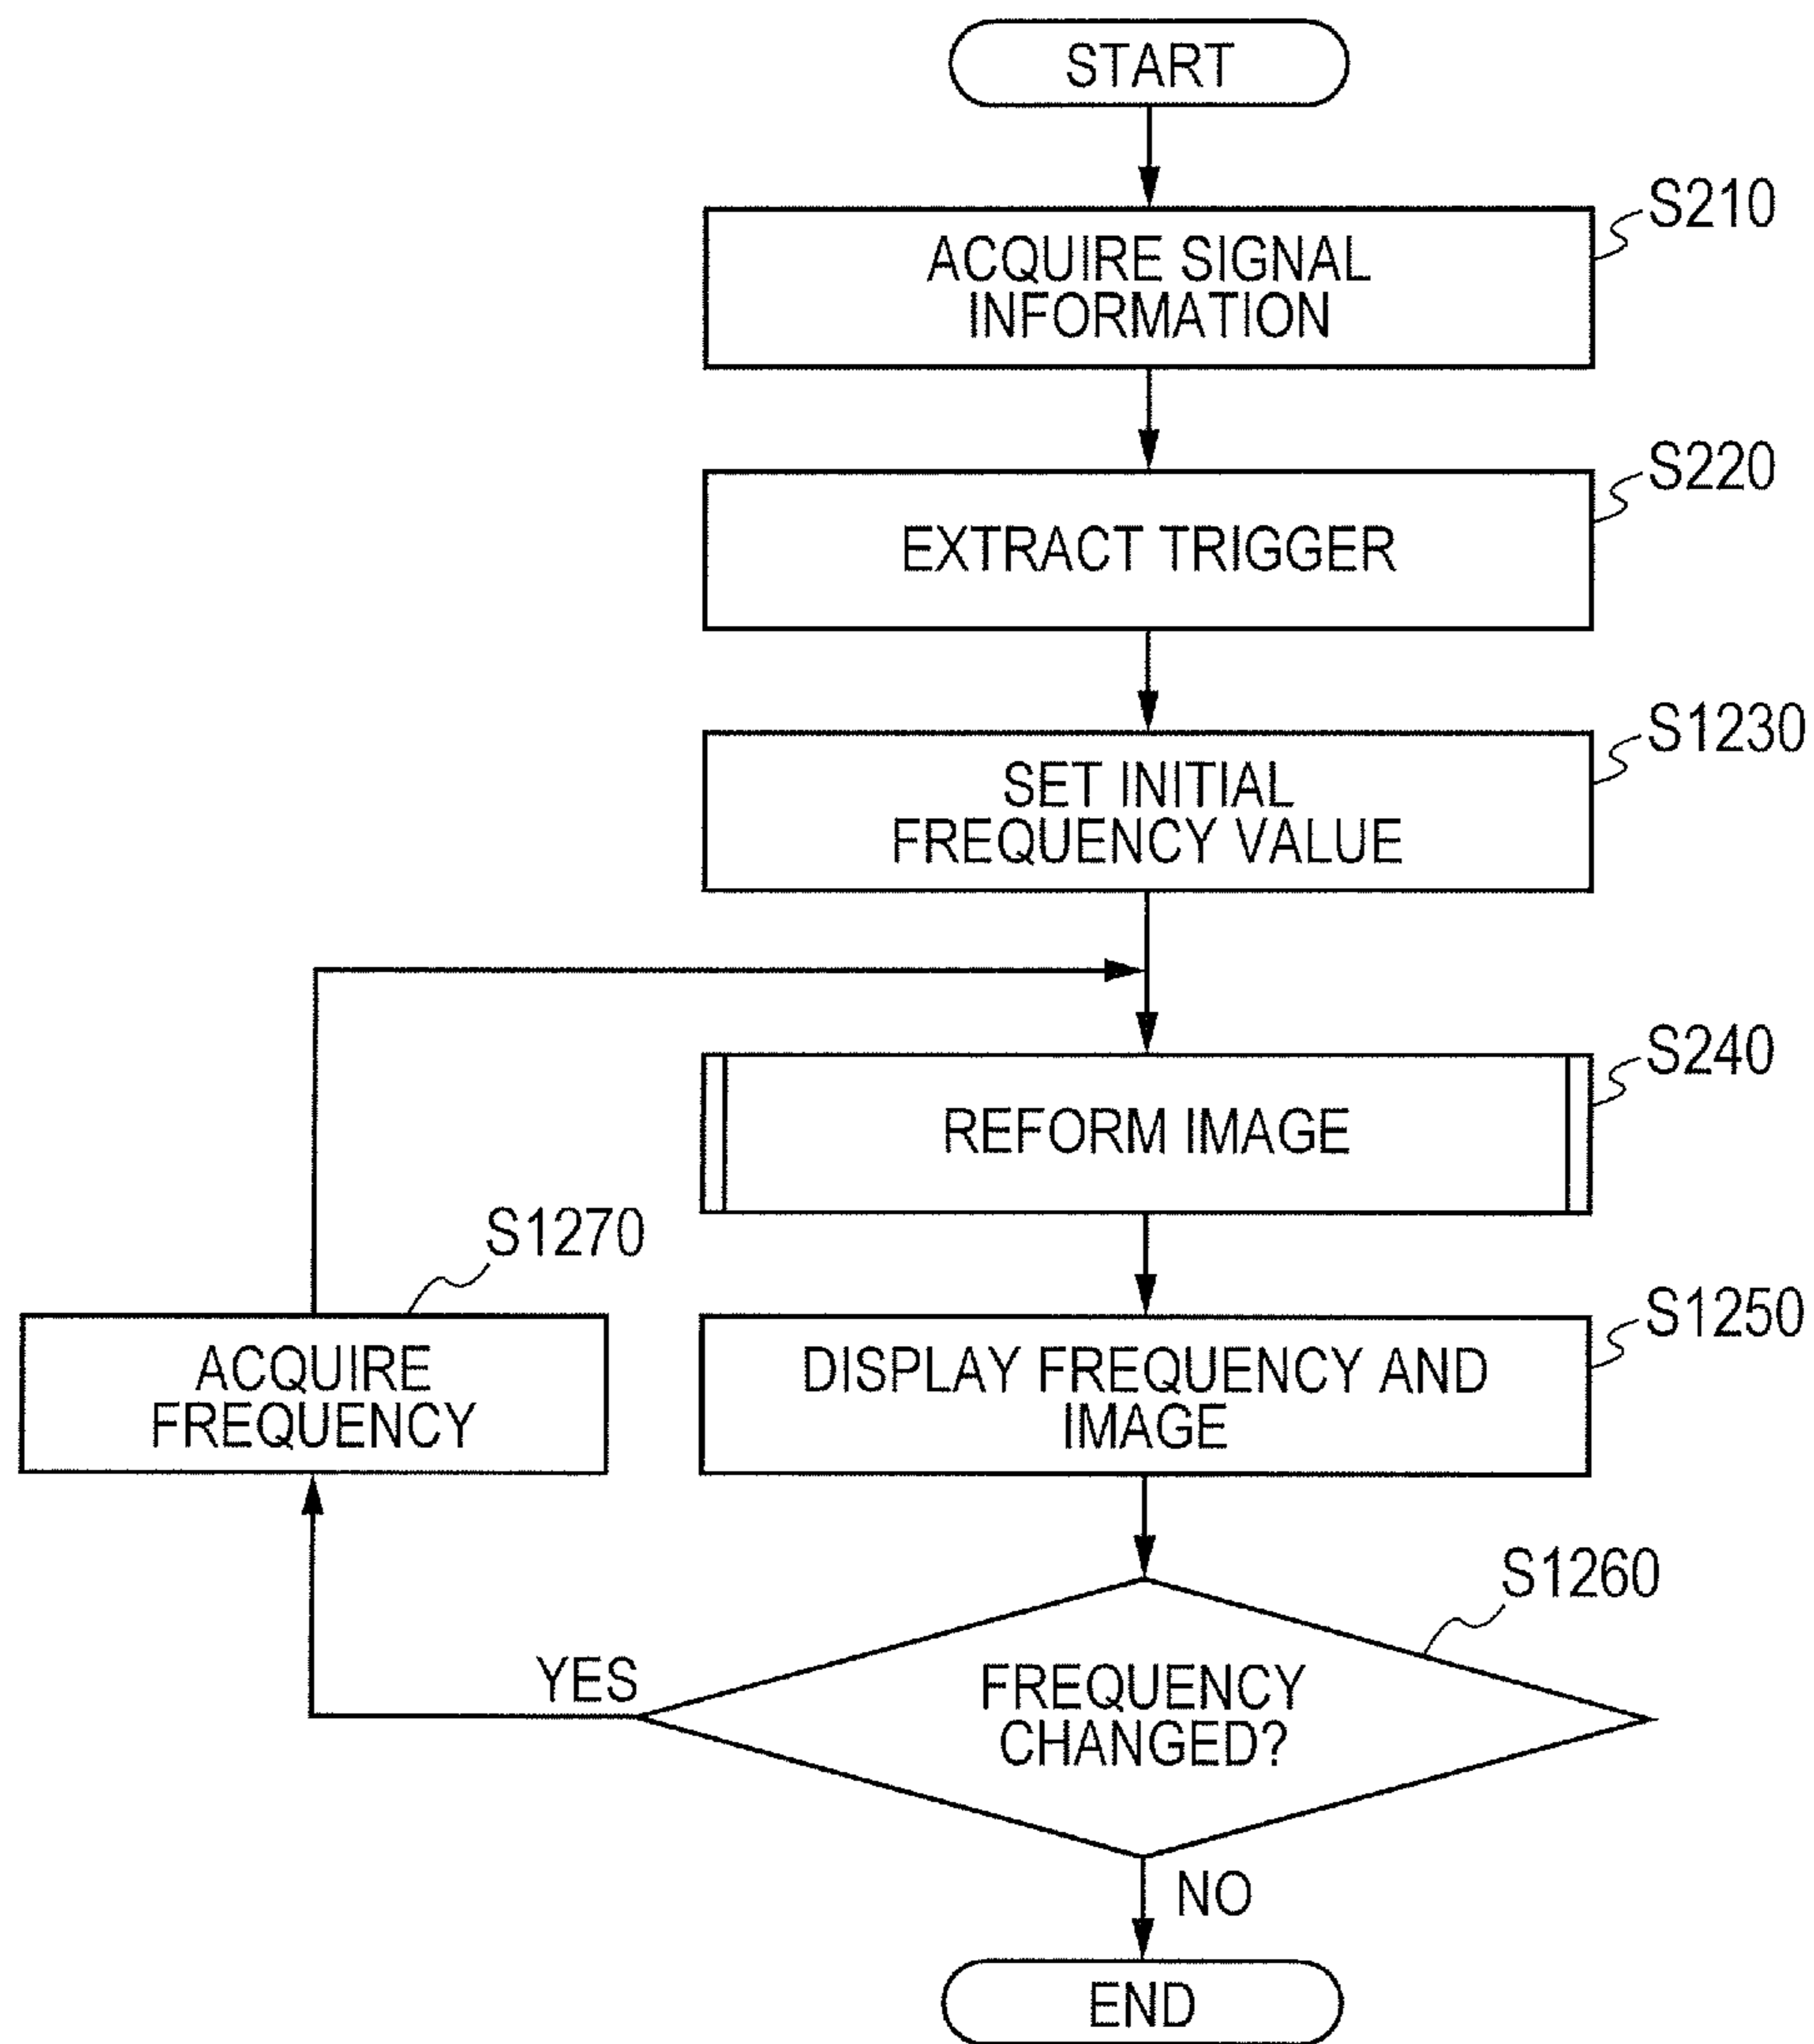 START
S210
ACQUIRE SIGNAL
INFORMATION
S220
EXTRACT TRIGGER
S1230
SET INITIAL
FREQUENCY VALUE
S240
REFORM IMAGE
S1270
ACQUIRE
FREQUENCY
S1250
DISPLAY FREQUENCY AND
IMAGE
S1260
YES
FREQUENCY
CHANGED?
NO
END